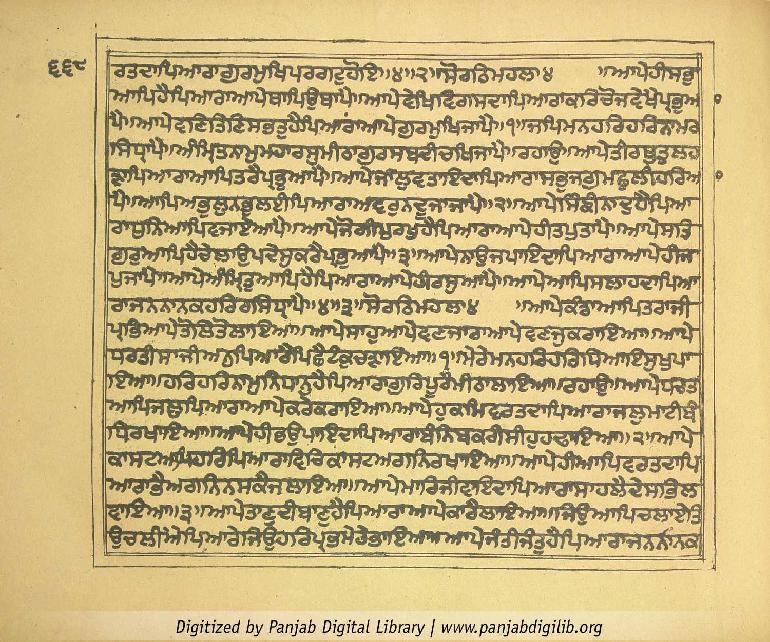 ੬੬੮
ਰਤਦਾਪਿਆਰਾਗੁਰਮੁਖਿਪਰਗਟੁਹੋਇ॥੪॥੨॥ਸੋਰਠਿਮਹਲਾ੪ ॥ਆਪੇਹੀਸਭੁ
ਆਪਿਹੈਪਿਆਰਾਆਪੇਥਾਪਿਉਥਾਪੈ॥ਆਪੇਵੇਖਿਵਿਗਸਦਾਪਿਆਰਾਕਰਿਚੋਜਵੇਖੈਪ੍ਰਭੁਆ
ਪੈ॥ਆਪੇਵਣਿਤਿਣਿਸਭਤੁਹੈਪਿਆਰਾਆਪੇਗੁਰਮੁਖਿਜਾਪੈ॥੧॥ਜਪਿਮਨਹਰਿਹਰਿਨਾਮਰ
ਸਿਧ੍ਰਾਪੈ॥ਅੰਮ੍ਰਿਤਨਾਮੁਮਹਾਰਸੁਮੀਠਾਗੁਰਸਬਦੀਚਖਿਜਾਪੈ॥ਰਹਾਉ॥ਆਪੇਤੀਰਥੁਤੁਲਹ
ੜਾਪਿਆਰਾਆਪਿਤਰੈਪ੍ਰਭੁਆਪੈ॥ਆਪੇਜਾਲੁਵਤਾਇਦਾਪਿਆਰਾਸਭੁਜਗੁਮਛੁਲੀਹਰਿਆ
ਪੈ॥ਆਪਿਅਭੁਲੁਨਭੁਲਈਪਿਆਰਾਅਵਰੁਨਦੂਜਾਜਾਪੈ॥੨॥ਆਪੇਸਿੰਙੀਨਾਦੁਹੈਪਿਆ
ਰਾਧੁਨਿਆਪਿਵਜਾਏਆਪੈ॥ਆਪੇਜੋਗੀਪੁਰਖੁਹੈਪਿਆਰਾਆਪੇਹੀਤਪੁਤਾਪੈ॥ਆਪੇਸਤਿ
ਗੁਰੁਆਪਿਹੈਚੇਲਾਉਪਦੇਸੁਕਰੈਪ੍ਰਭੁਆਪੈ॥੩॥ਆਪੇਨਾਉਜਪਾਇਦਾਪਿਆਰਾਆਪੇਹੀਜ
ਪੁਜਾਪੈ॥ਆਪੇਅੰਮ੍ਰਿਤੁਆਪਿਹੈਪਿਆਰਾਆਪੇਹੀਰਸੁਆਪੈ॥ਆਪੇਆਪਿਸਲਾਹਦਾਪਿਆ
ਰਾਜਨਨਾਨਕਹਰਿਰਸਿਧ੍ਰਾਪੈ॥੪॥੩॥ਸੋਰਠਿਮਹਲਾ੪ ॥ਆਪੇਕੰਡਾਆਪਿਤਰਾਜੀ
ਪ੍ਰਭਿਆਪੇਤੋਲਿਤੋਲਾਇਆ॥ਆਪੇਸਾਹੁਆਪੇਵਣਜਾਰਾਆਪੇਵਣਜੁਕਰਾਇਆ॥ਆਪੇ
ਧਰਤੀਸਾਜੀਅਨੁਪਿਆਰੈਪਿਛੈਟੰਕੁਚੜਾਇਆ॥੧॥ਮੇਰੇਮਨਹਰਿਹਰਿਧਿਆਇਸੁਖੁਪਾ
ਇਆ॥ਹਰਿਹਰਿਨਾਮੁਨਿਧਾਨੁਹੈਪਿਆਰਾਗੁਰਿਪੂਰੈਮੀਠਾਲਾਇਆ॥ਰਹਾਉ॥ਆਪੇਧਰਤੀ
ਆਪਿਜਲੁਪਿਆਰਾਆਪੇਕਰੇਕਰਾਇਆ॥ਆਪੇਹੁਕਮਿਵਰਤਦਾਪਿਆਰਾਜਲੁਮਾਟੀਬੰ
ਧਿਰਖਾਇਆ॥ਆਪੇਹੀਭਉਪਾਇਦਾਪਿਆਰਾਬੰਨਿਬਕਰੀਸੀਹੁਹਢਾਇਆ॥੨॥ਆਪੇ
ਕਾਸਟਆਪਿਹਰਿਪਿਆਰਾਵਿਚਿਕਾਸਟਅਗਨਿਰਖਾਇਆ॥ਆਪੇਹੀਆਪਿਵਰਤਦਾਪਿ
ਆਰਾਭੈਅਗਨਿਨਸਕੈਜਲਾਇਆ॥ਆਪੇਮਾਰਿਜੀਵਾਇਦਾਪਿਆਰਾਸਾਹਲੈਦੇਸਭਿਲ
ਵਾਇਆ॥੩॥ਆਪੇਤਾਣੁਦੀਬਾਣੁਹੈਪਿਆਰਾਆਪੇਕਾਰੈਲਾਇਆ॥ਜਿਉਆਪਿਚਲਾਏਤਿ
ਉਚਲੀਐਪਿਆਰੇਜਿਉਹਰਿਪ੍ਰਭਮੇਰੇਭਾਇਆ॥ਆਪੇਜੰਤੀਜੰਤੁਹੈਪਿਆਰਾਜਨਨਾਨਕ
Digitized by Panjab Digital Library | www.panjabdigilib.org